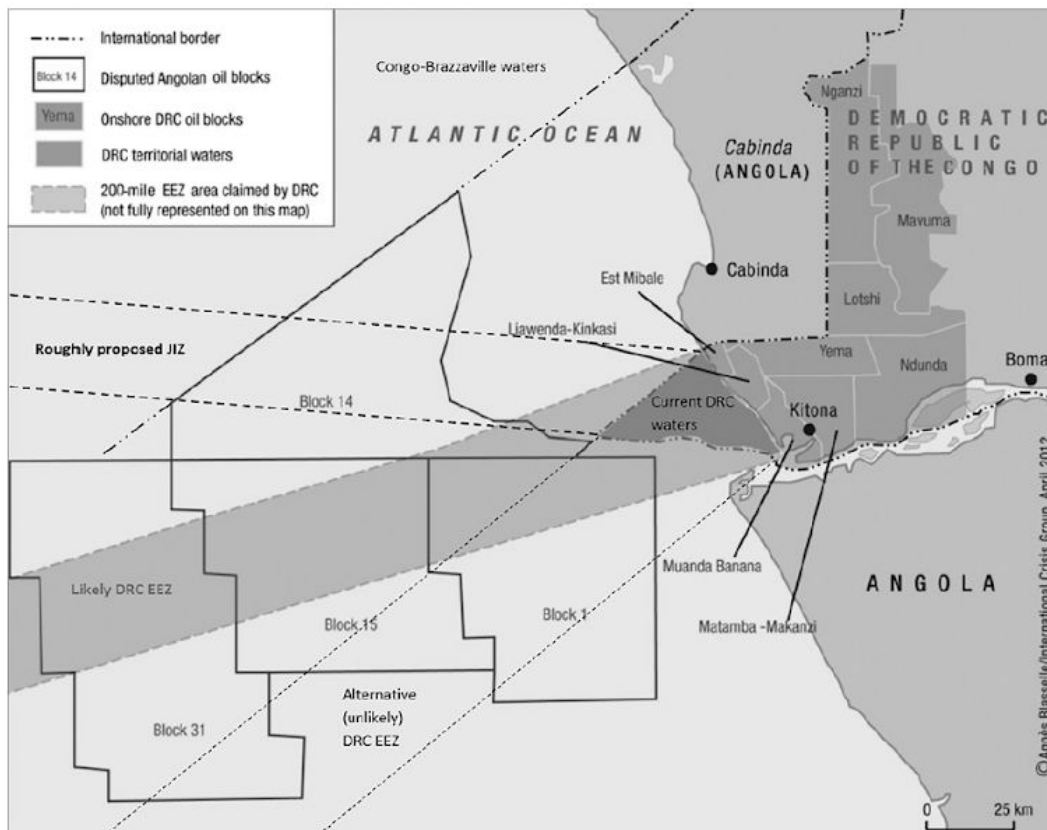 International border
Block 14
Disputed Angolan oil blocks
Yema
Onshore DRC oil blocks
DRC territorial waters
200-mile EEZ area claimed by DRC
(not fully represented on this map)
Congo-Brazzaville waters
ATLANTIC OCEAN
Cabinda
(ANGOLA)
Nganzi
DEMOCRATIC
REPUBLIC
OF THE CONGO
Mavuma
Cabinda
Est Mibale
Lotshi
Liawenda-Kinkasi
Roughly proposed JIZ
Yema
Ndunda
Boma
Block 14
Current DRC
waters
Kitona
Likely DRC EEZ
Muanda Banana
ANGOLA
Block 15
Block 1
Matamba -Makanzi
Alternative
(unlikely)
DRC EEZ
Block 31
0 25 km
©Agnès Blasselle/International Crisis Group, April 2012